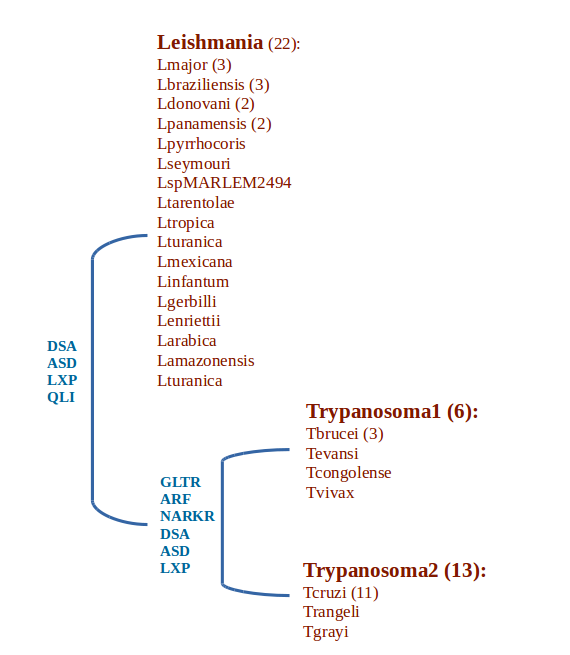 Leishmania (22):
Lmajor (3)
Lbraziliensis (3)
Ldonovani (2)
Lpanamensis (2)
Lpyrrhocoris
Lseymouri
LspMARLEM2494
Ltarentolae
Ltropica
Lturanica
Lmexicana
Linfantum
Lgerbilli
Lenriettii
Larabica
Lamazonensis
Lturanica
DSA
ASD
LXP
QLI
Trypanosoma1 (6):
Tbrucei (3)
Tevansi
Tcongolense
Tvivax
GLTR
ARF
NARKR
DSA
ASD
LXP
Trypanosoma2 (13):
Tcruzi (11)
Trangeli
Tgrayi